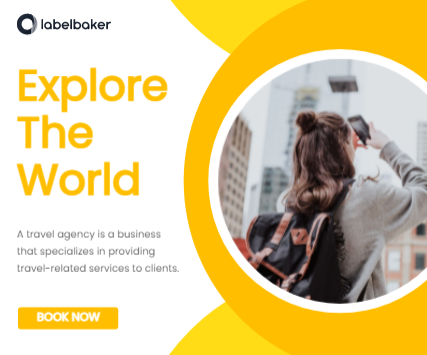 labelbaker
Explore
The
World
A travel agency is a business
that specializes in providing
travel-related services to clients.
BOOK NOW